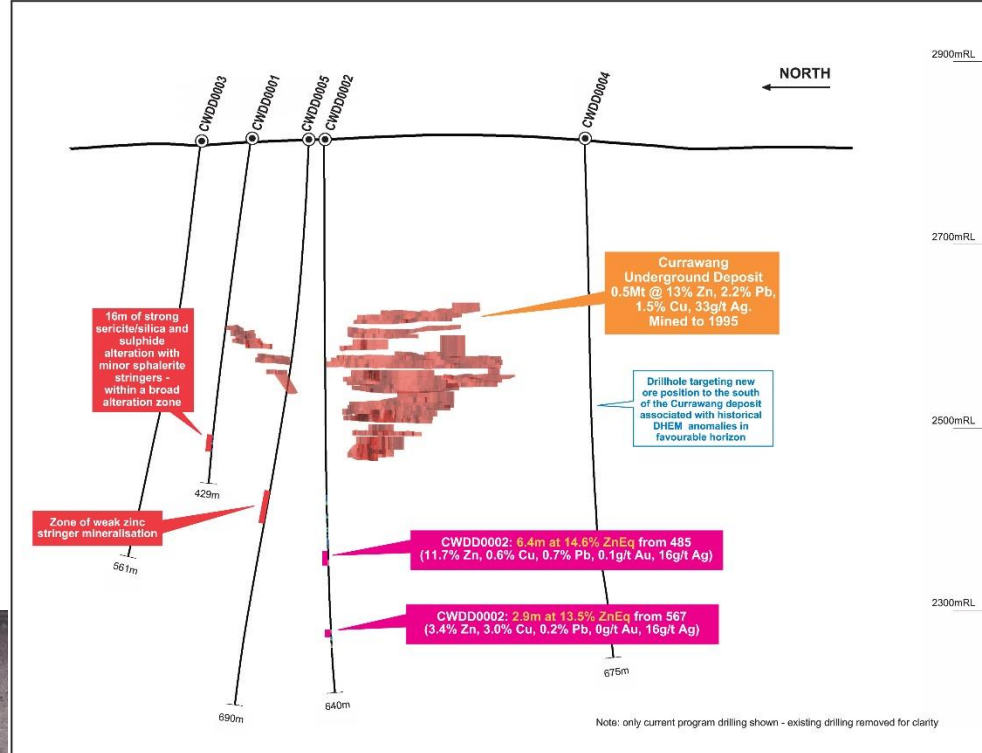 2900mRL
NORTH
CWDD0003
CWDD0001
CWDD0005
CWDD0002
CWDD0004
2700mRL
Currawang
Underground Deposit
0.5Mt @ 13% Zn, 2.2% Pb,
1.5% Cu, 33g/t Ag.
Mined to 1995
16m of strong
sericite/silica and
sulphide
alteration with
minor sphalerite
stringers -
within a broad
alteration zone
Drillhole targeting new
ore position to the south
of the Currawang deposit
associated with historical
DHEM anomalies in
favourable horizon
2500mRL
429m
Zone of weak zinc
stringer mineralisation
561m
CWDD0002: 6.4m at 14.6% ZnEq from 485
(11.7% Zn, 0.6% Cu, 0.7% Pb, 0.1g/t Au, 16g/t Ag)
2300mRL
CWDD0002: 2.9m at 13.5% ZnEq from 567
(3.4% Zn, 3.0% Cu, 0.2% Pb, 0g/t Au, 16g/t Ag)
675m
640m
690m
Note: only current program drilling shown - existing drilling removed for clarity